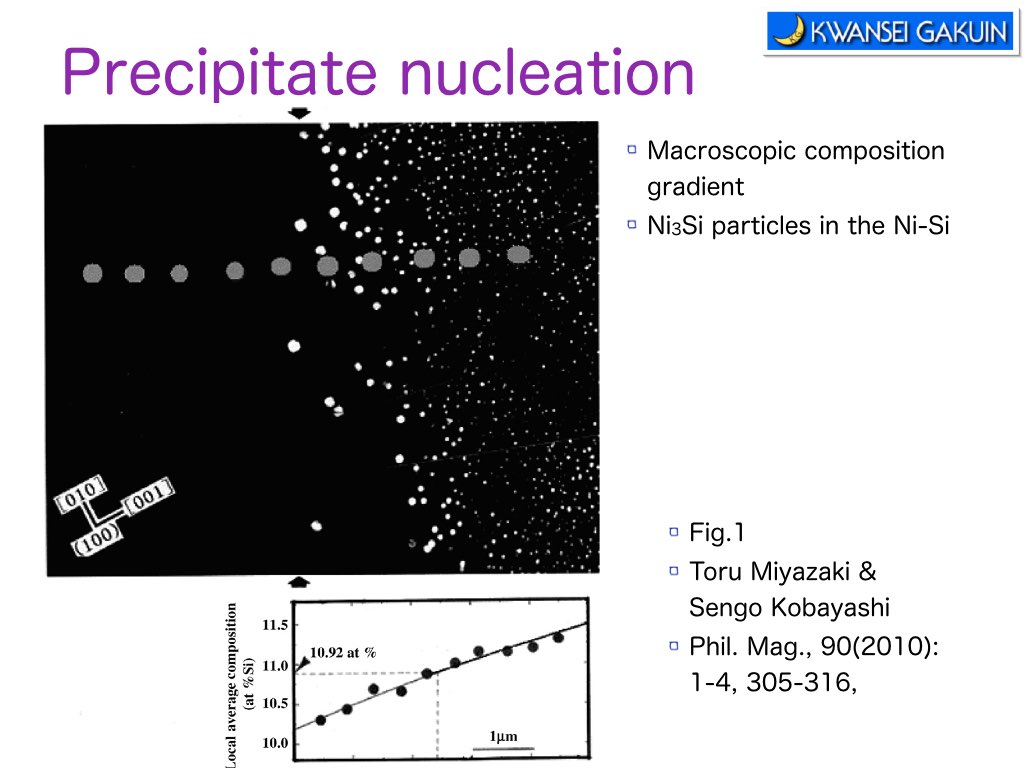 KWANSEI GAKUIN
Precipitate nucleation
Macroscopic composition
gradient
Ni₃Si particles in the Ni-Si
[010]
[001]
(100)
Fig.1
Toru Miyazaki &
Sengo Kobayashi
Phil. Mag., 90(2010):
1-4, 305-316,
Local average composition
(at %Si)
11.5
11.0
10.5
10.0
10.92 at %
1μm